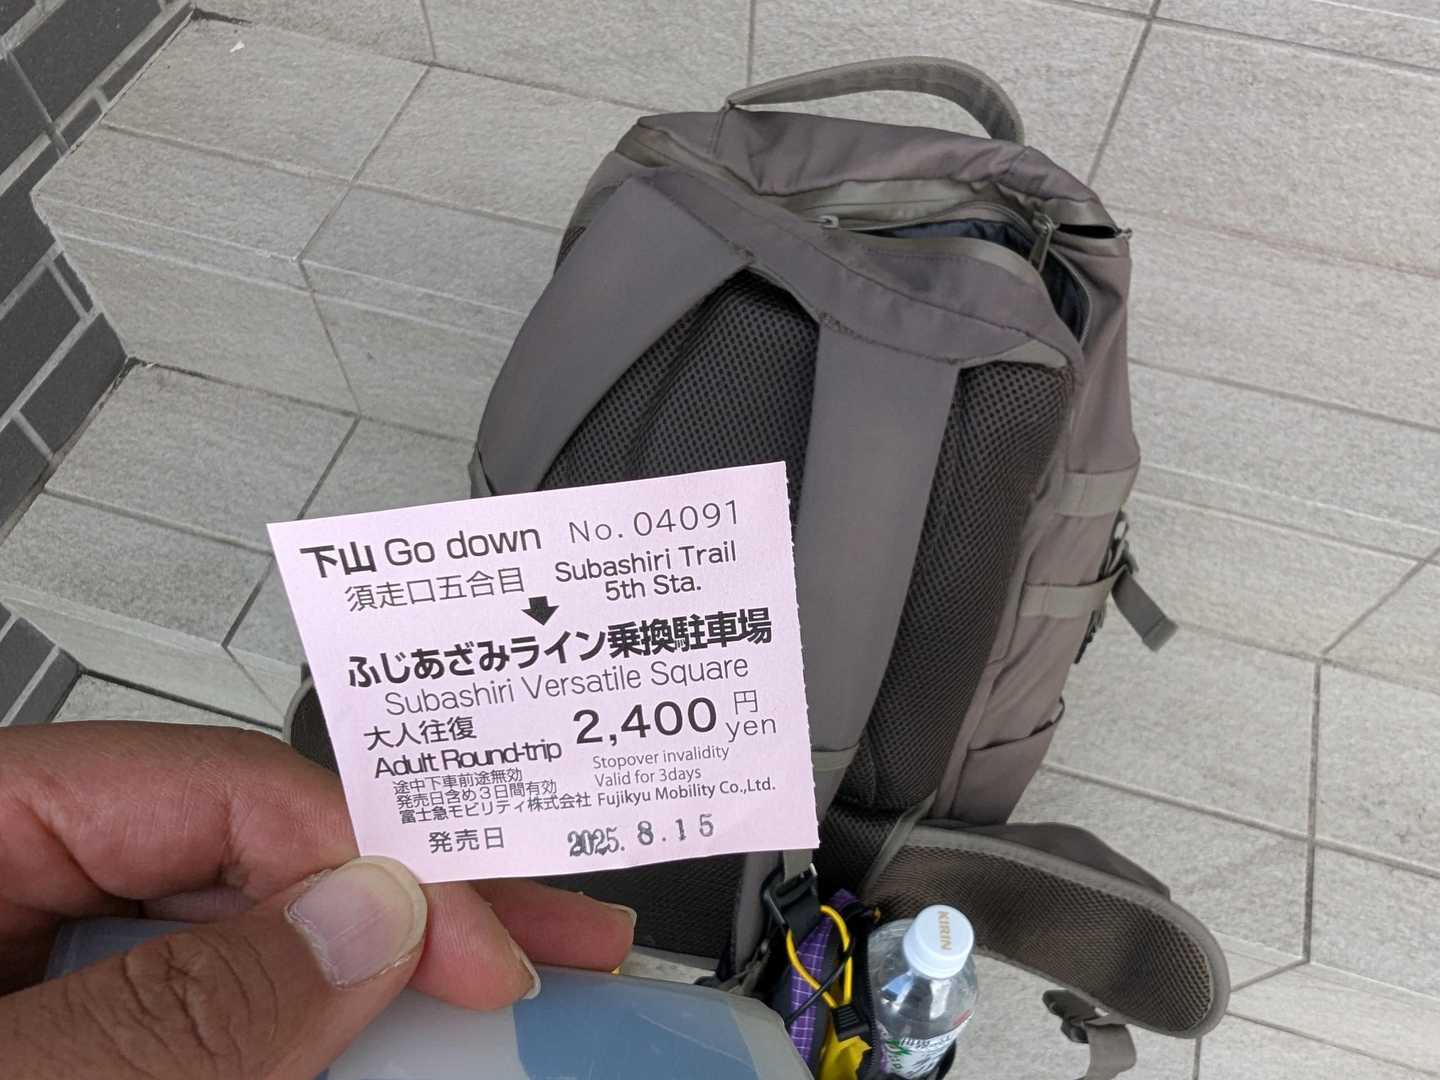 下山 Go down No.04091
須走口五合目 Subashiri Trail
5th Sta.
ふじあざみライン乗換駐車場
Subashiri Versatile Square
大人往復 2,400円
Adult Round-trip yen
途中下車前途無効 Stopover invalidity
発売日含め3日間有効 Valid for 3days
富士急モビリティ株式会社 Fujikyu Mobility Co.,Ltd.
発売日 2025.8.15
KIRIN